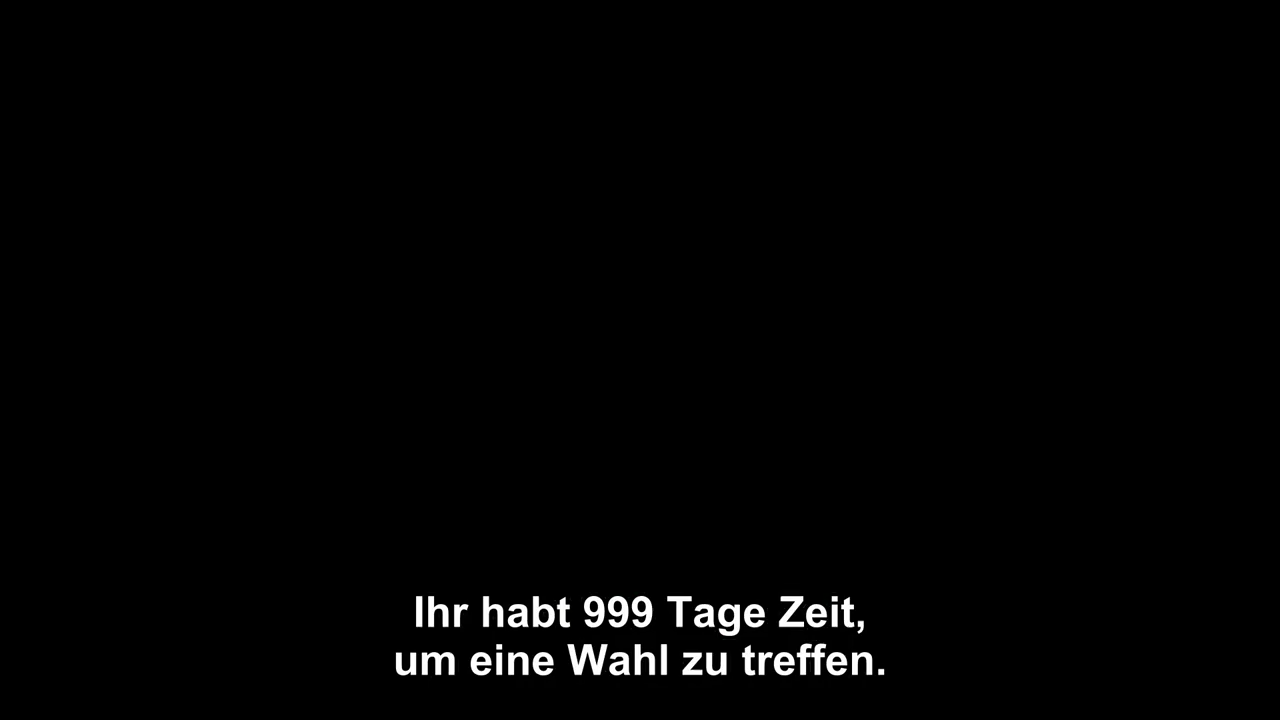 Ihr habt 999 Tage Zeit,
um eine Wahl zu treffen.